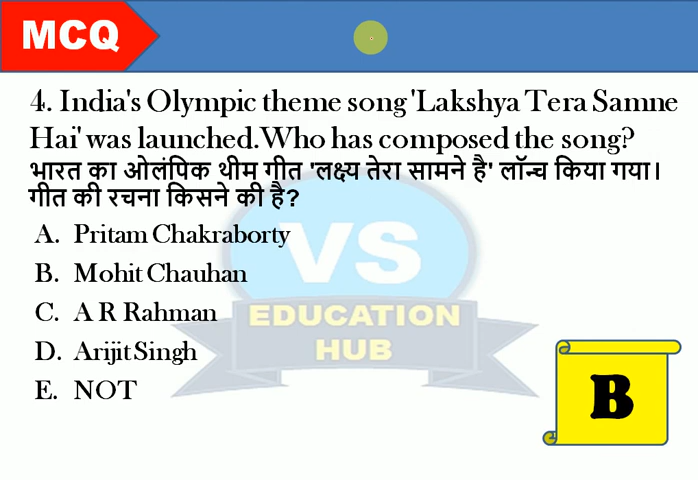 MCQ
4. India's Olympic theme song 'Lakshya Tera Samne
Hai' was launched.Who has composed the song?
भारत का ओलंपिक थीम गीत 'लक्ष्य तेरा सामने है' लॉन्च किया गया।
गीत की रचना किसने की है?
A. Pritam Chakraborty
B. Mohit Chauhan
C. A R Rahman
D. Arijit Singh
E. NOT
VS
EDUCATION
HUB
B